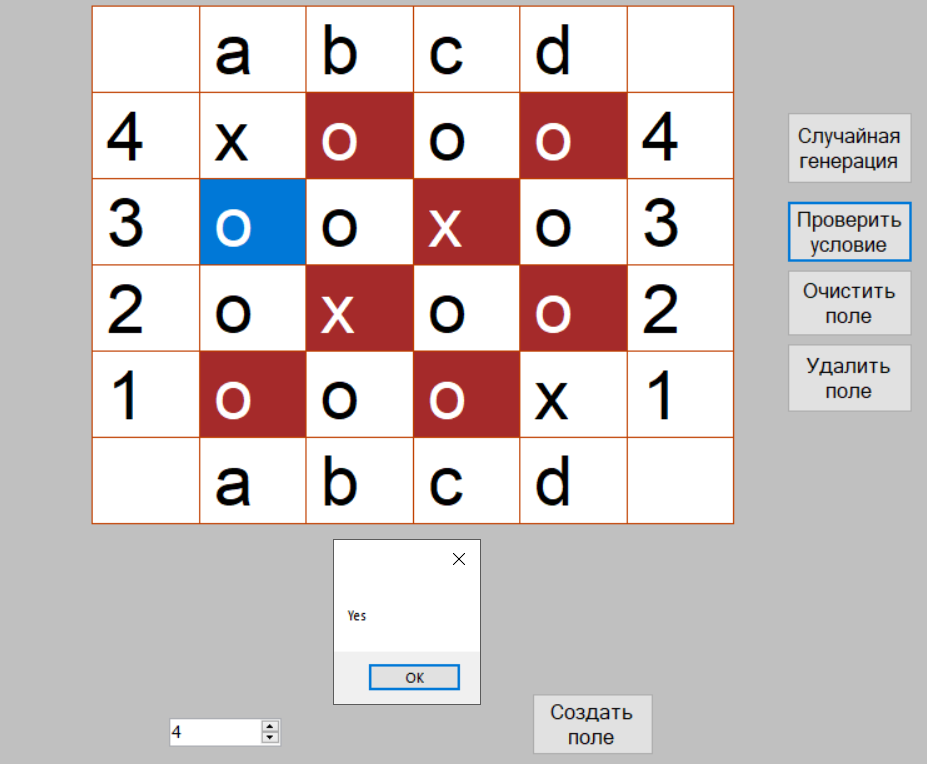 a b c d
4 x o o o 4
3 o o x o 3
2 o x o o 2
1 o o o x 1
a b c d
Случайная
генерация
Проверить
условие
Очистить
поле
Удалить
поле
Yes
OK
4
Создать
поле